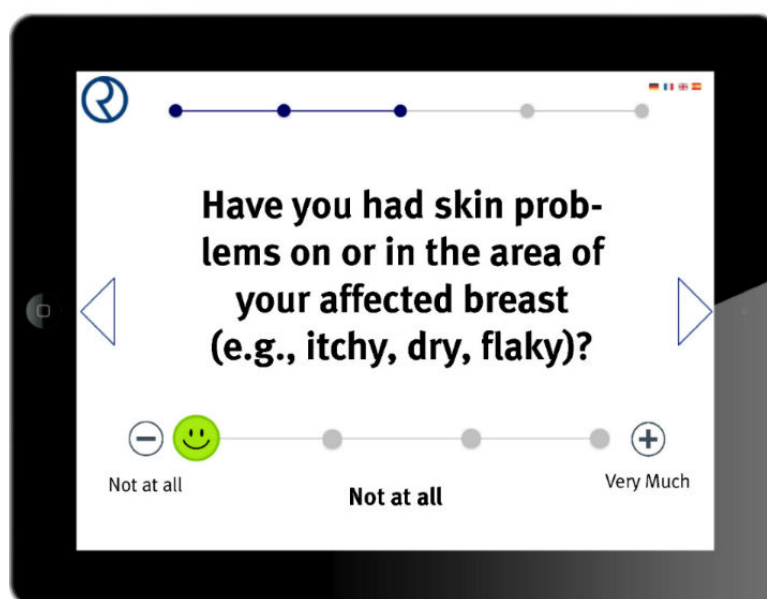 Have you had skin prob-
lems on or in the area of
your affected breast
(e.g., itchy, dry, flaky)?
Not at all
Very Much
Not at all